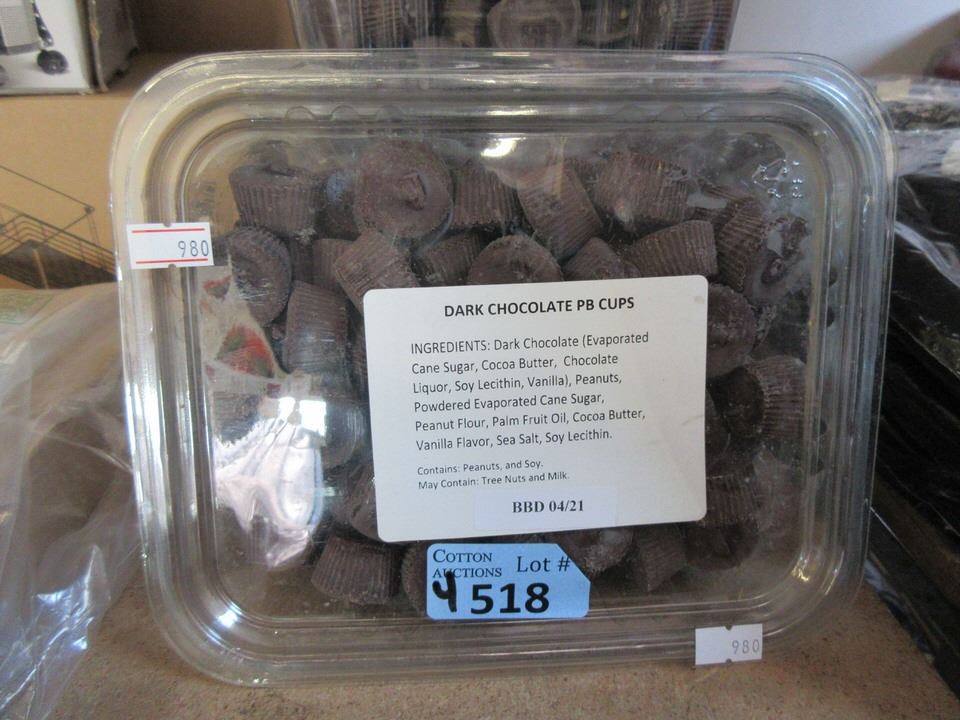 980
DARK CHOCOLATE PB CUPS
INGREDIENTS: Dark Chocolate (Evaporated
Cane Sugar, Cocoa Butter, Chocolate
Liquor, Soy Lecithin, Vanilla), Peanuts,
Powdered Evaporated Cane Sugar,
Peanut Flour, Palm Fruit Oil, Cocoa Butter,
Vanilla Flavor, Sea Salt, Soy Lecithin.
Contains: Peanuts, and Soy.
May Contain: Tree Nuts and Milk.
BBD 04/21
COTTON
AUCTIONS Lot #
4 518
980